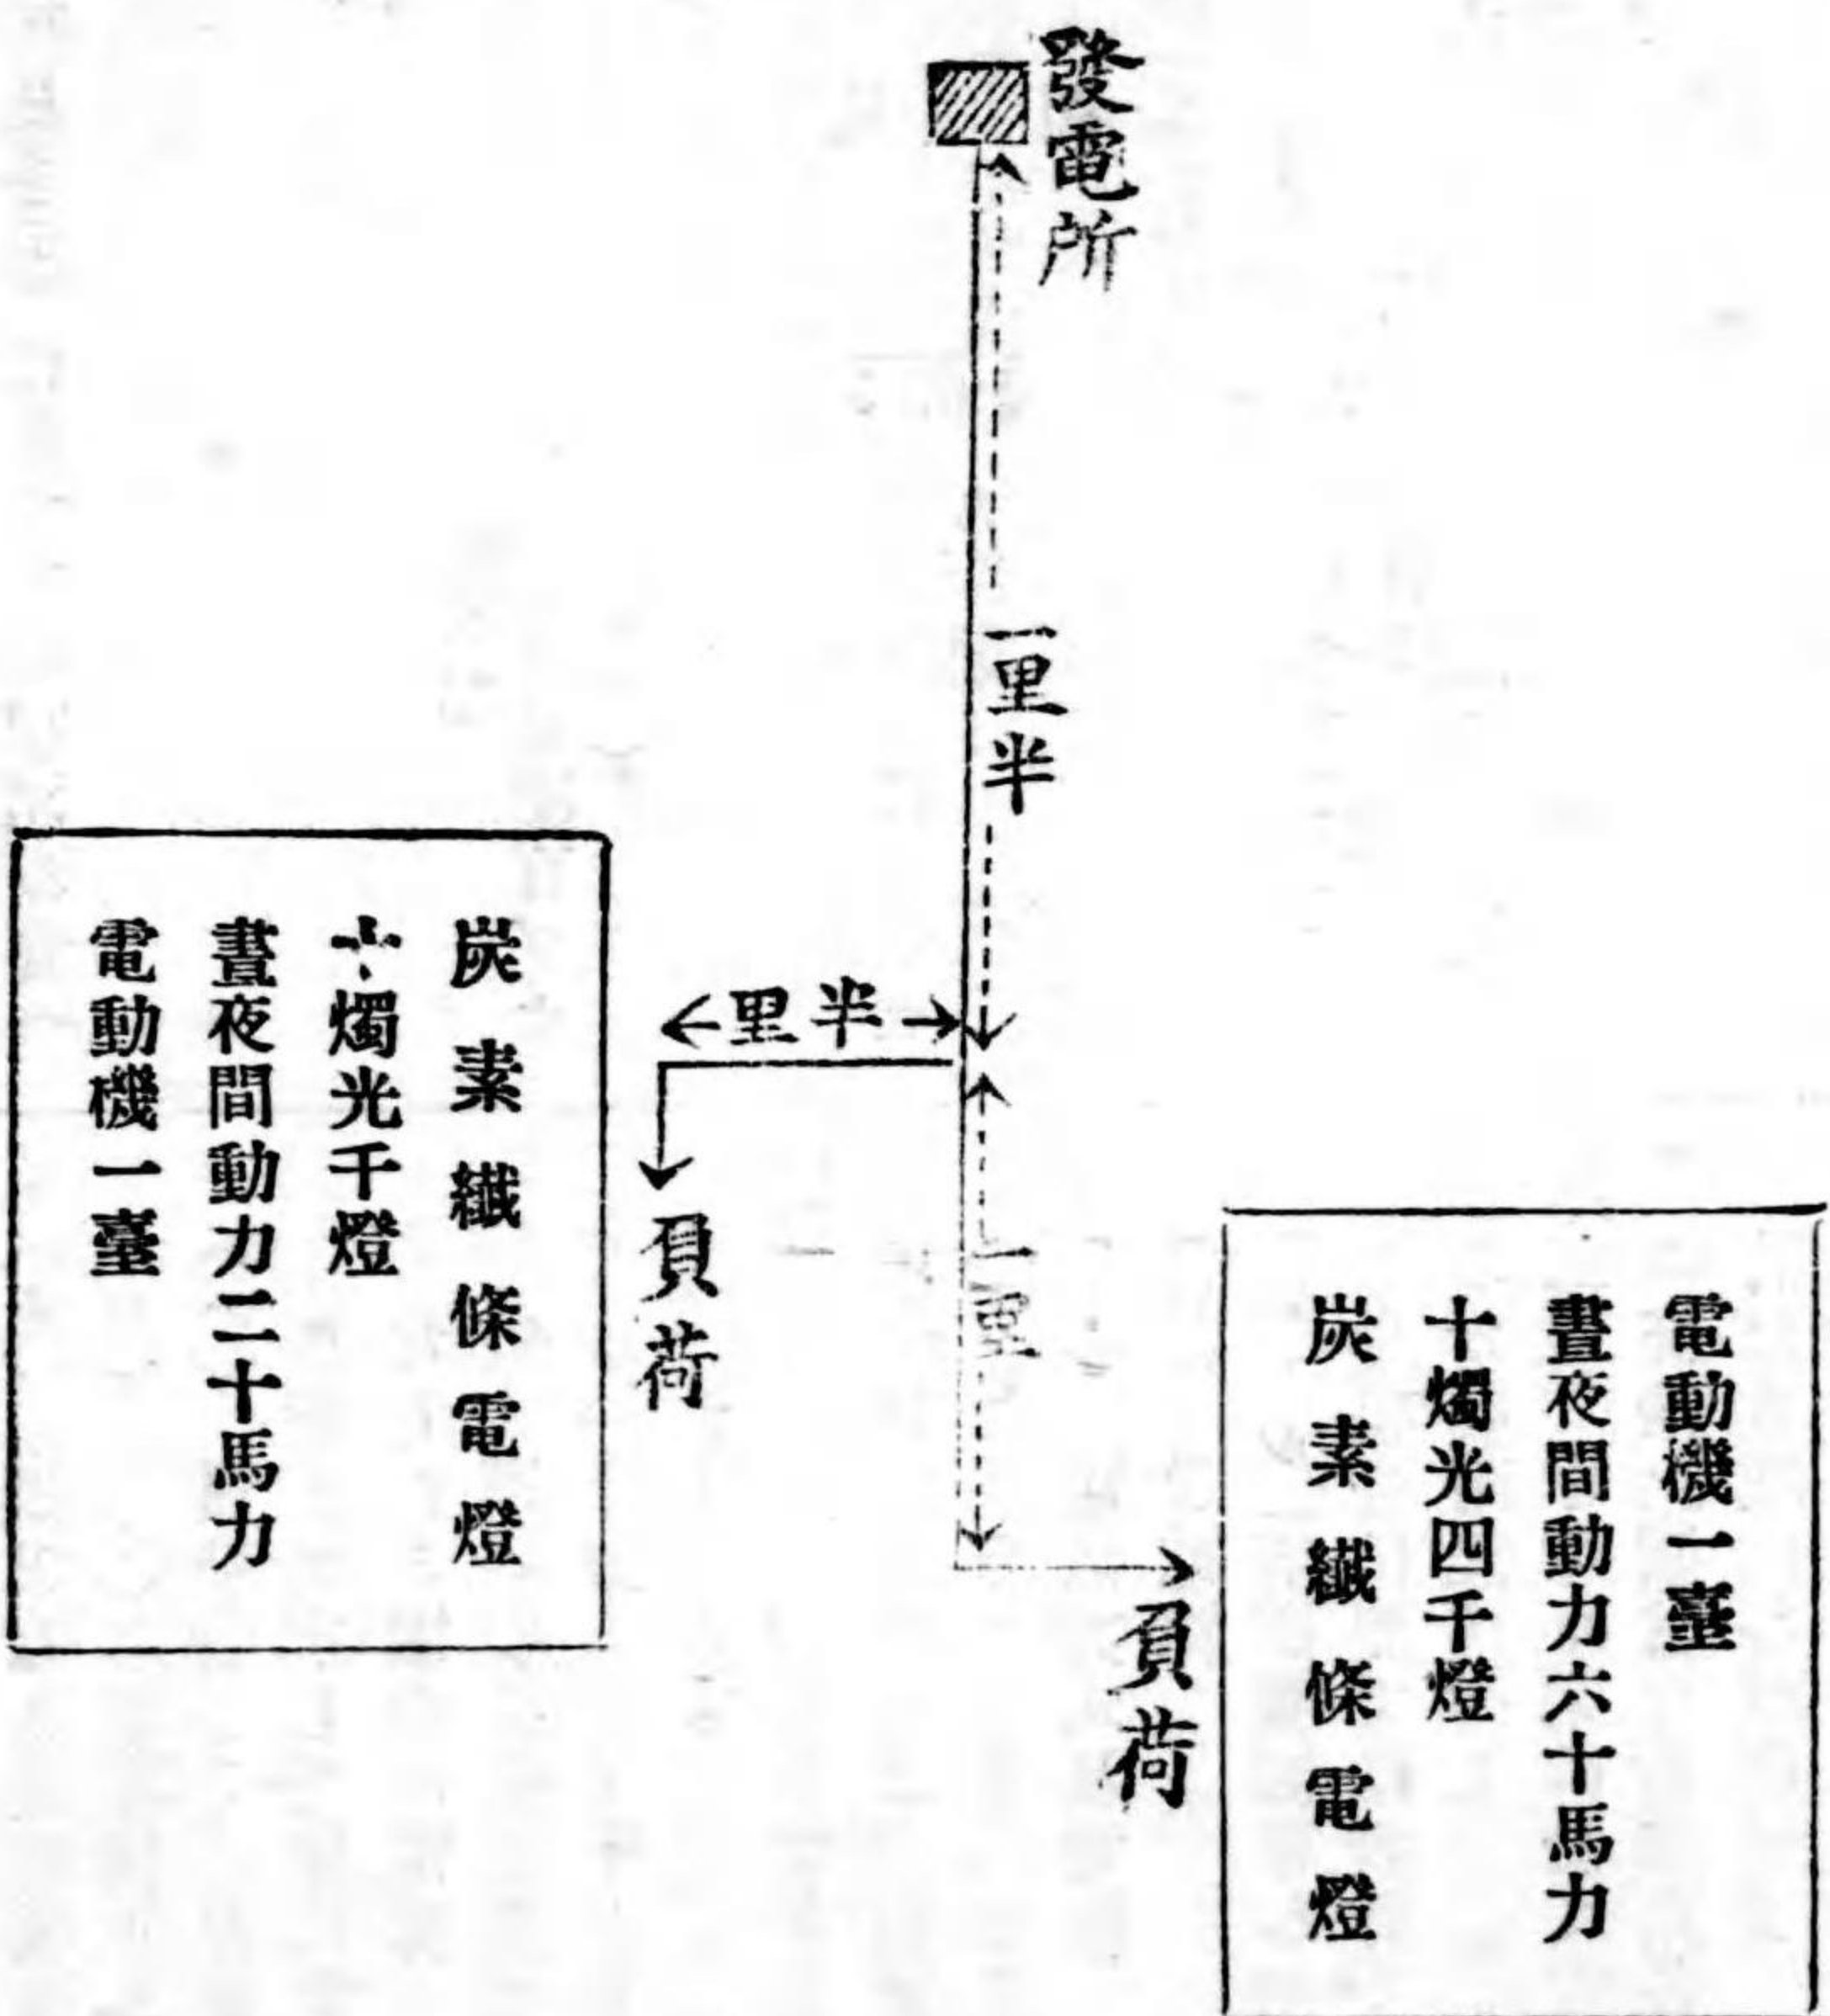 發電所
一里半
半里
一里
負荷
電動機一臺
晝夜間動力六十馬力
十燭光四千燈
炭素纖條電燈
負荷
炭素纖條電燈
十燭光千燈
晝夜間動力二十馬力
電動機一臺